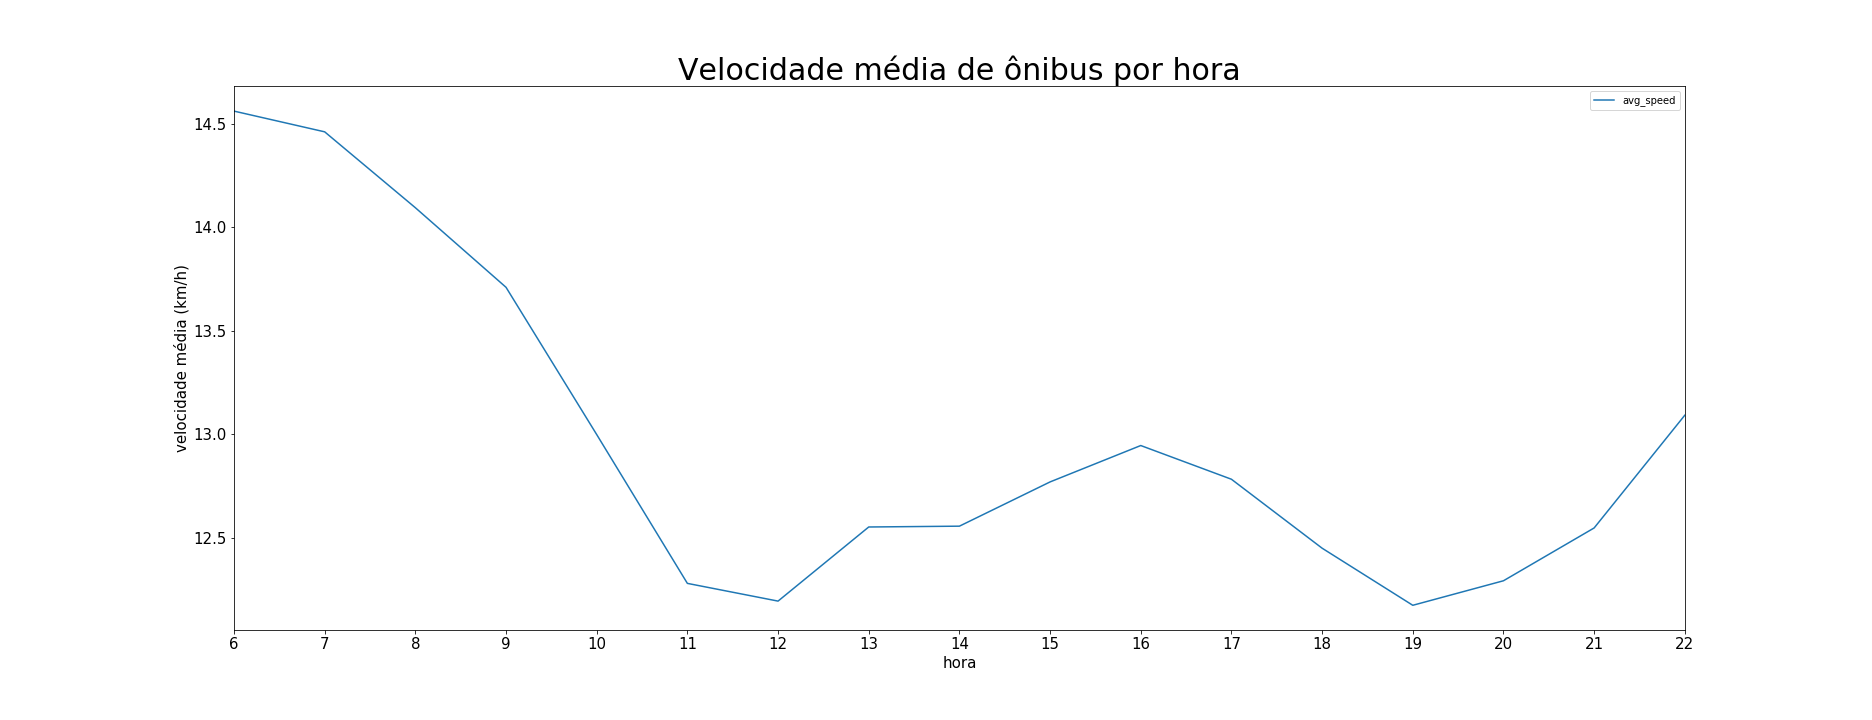 Velocidade média de ônibus por hora
avg_speed
14.5
14.0
13.5
13.0
12.5
velocidade média (km/h)
6 7 8 9 10 11 12 13 14 15 16 17 18 19 20 21 22
hora